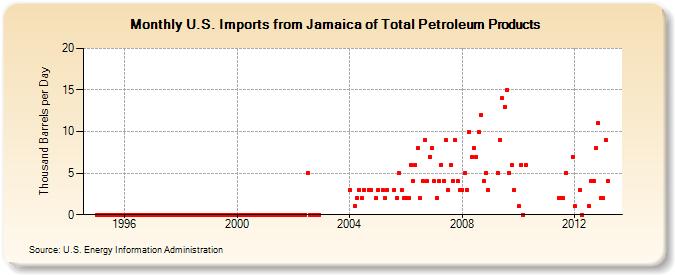 Monthly U.S. Imports from Jamaica of Total Petroleum Products
Thousand Barrels per Day
20
15
10
5
0
1996 2000 2004 2008 2012
Source: U.S. Energy Information Administration